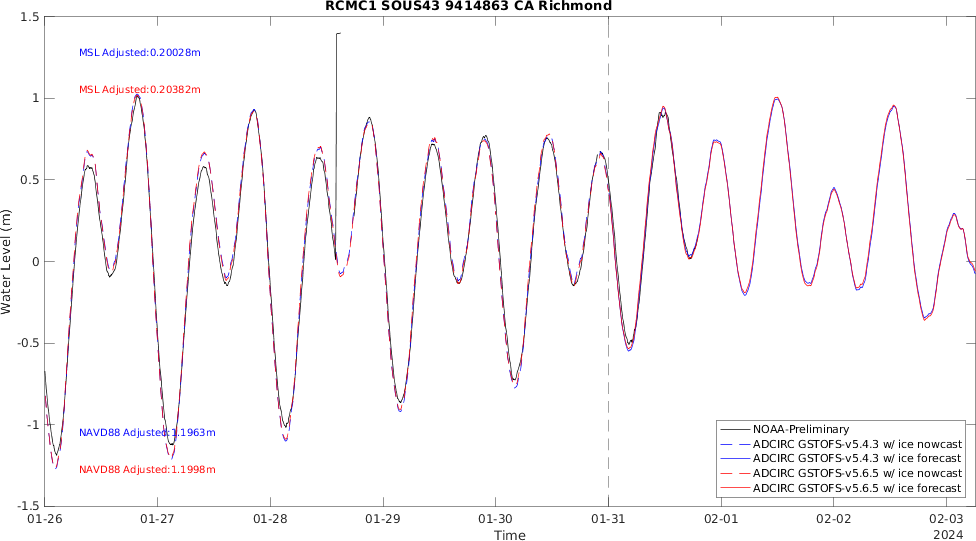 RCMC1 SOUS43 9414863 CA Richmond
1.5
MSL Adjusted:0.20028m
MSL Adjusted:0.20382m
1
0.5
0
-0.5
-1
-1.5
Water Level (m)
NAVD88 Adjusted:1.1963m
NAVD88 Adjusted:1.1998m
NOAA-Preliminary
ADCIRC GSTOFS-v5.4.3 w/ ice nowcast
ADCIRC GSTOFS-v5.4.3 w/ ice forecast
ADCIRC GSTOFS-v5.6.5 w/ ice nowcast
ADCIRC GSTOFS-v5.6.5 w/ ice forecast
01-26 01-27 01-28 01-29 01-30 01-31 02-01 02-02 02-03
Time
2024